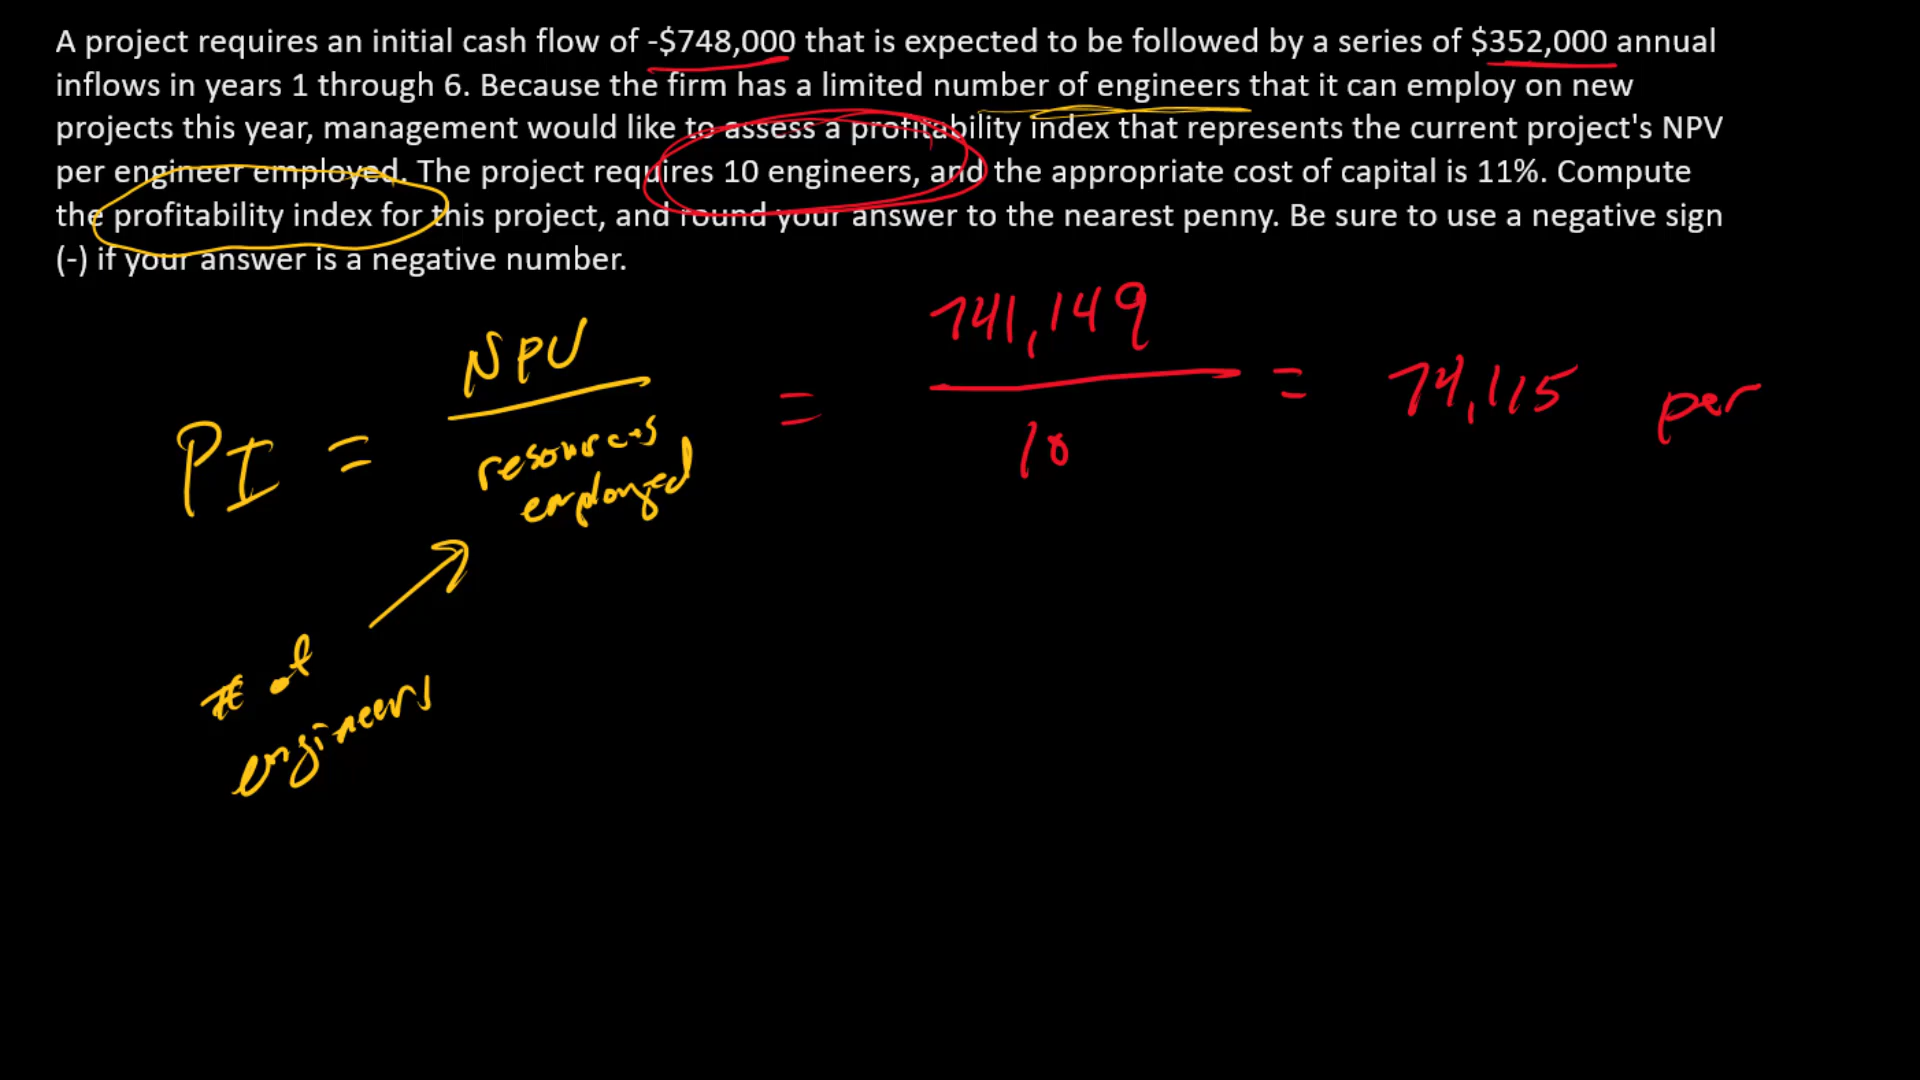 A project requires an initial cash flow of -$748,000 that is expected to be followed by a series of $352,000 annual
inflows in years 1 through 6. Because the firm has a limited number of engineers that it can employ on new
projects this year, management would like to assess a profitability index that represents the current project's NPV
per engineer employed. The project requires 10 engineers, and the appropriate cost of capital is 11%. Compute
the profitability index for this project, and round your answer to the nearest penny. Be sure to use a negative sign
(-) if your answer is a negative number.
PI = NPV = 741,149 = 74,115 per
resources employed 10
# of
engineers